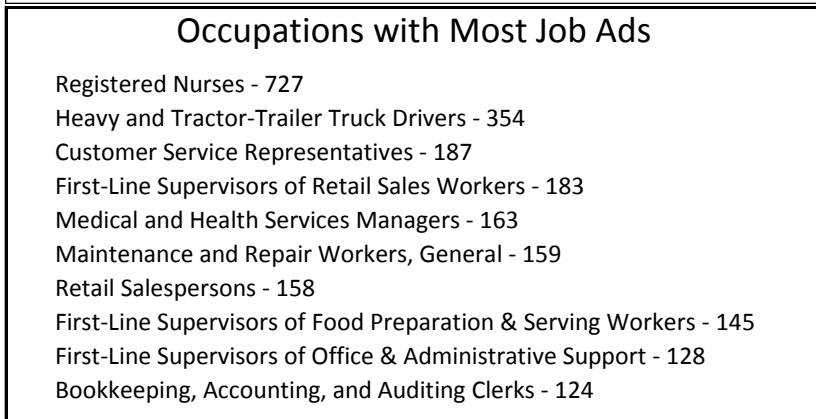 Occupations with Most Job Ads
Registered Nurses - 727
Heavy and Tractor-Trailer Truck Drivers - 354
Customer Service Representatives - 187
First-Line Supervisors of Retail Sales Workers - 183
Medical and Health Services Managers - 163
Maintenance and Repair Workers, General - 159
Retail Salespersons - 158
First-Line Supervisors of Food Preparation & Serving Workers - 145
First-Line Supervisors of Office & Administrative Support - 128
Bookkeeping, Accounting, and Auditing Clerks - 124